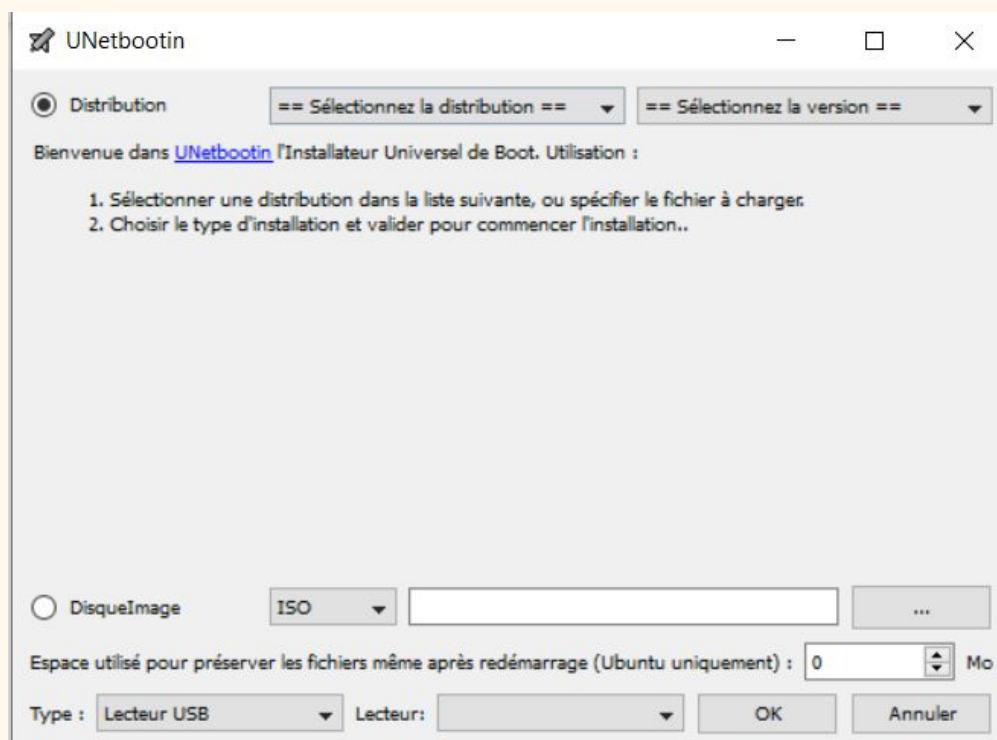 UNetbootin
Distribution == Sélectionnez la distribution == == Sélectionnez la version ==
Bienvenue dans UNetbootin l'Installateur Universel de Boot. Utilisation :
1. Sélectionner une distribution dans la liste suivante, ou spécifier le fichier à charger.
2. Choisir le type d'installation et valider pour commencer l'installation..
DisqueImage ISO ...
Espace utilisé pour préserver les fichiers même après redémarrage (Ubuntu uniquement) : 0 Mo
Type : Lecteur USB Lecteur: OK Annuler